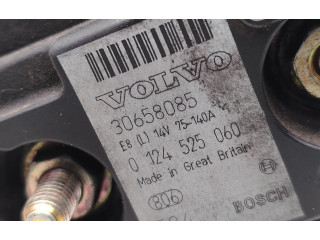 VOLVO
30658085
E8 (L) 14V 75-140A
0 124 525 060
Made in Great Britain
806
BOSCH